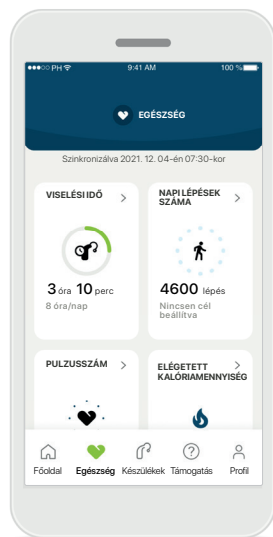 PH 9:41 AM 100 %
EGÉSZSÉG
Szinkronizálva 2021. 12. 04-én 07:30-kor
VISELÉSI IDŐ
3 óra 10 perc
8 óra/nap
NAPI LÉPÉSEK
SZÁMA
4600 lépés
Nincsen cél
beállítva
PULZUSSZÁM
ELÉGETETT
KALÓRIAMENNYISÉG
Főoldal Egészség Készülékek Támogatás Profil